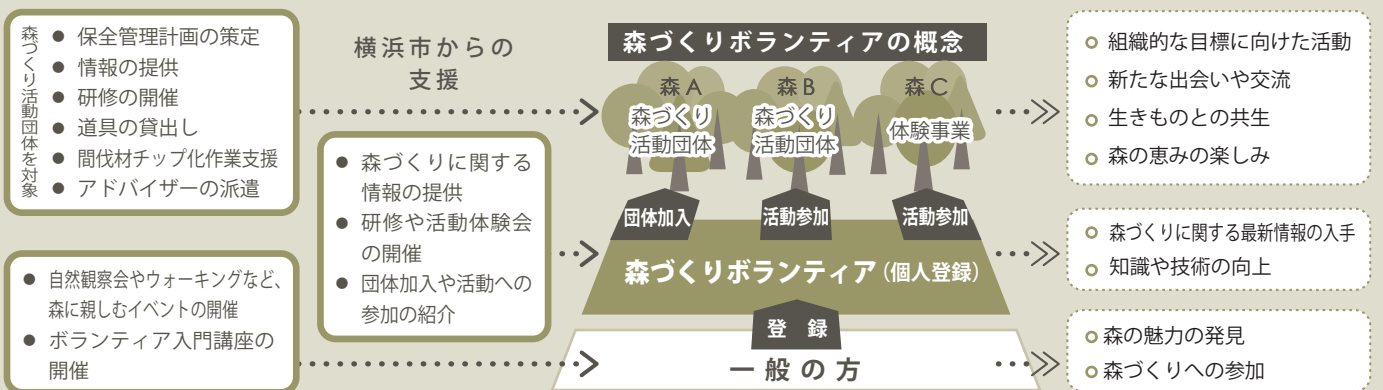 森づくり活動団体を対象
● 保全管理計画の策定
● 情報の提供
● 研修の開催
● 道具の貸出し
● 間伐材チップ化作業支援
● アドバイザーの派遣
横浜市からの
支援
● 森づくりに関する
情報の提供
● 研修や活動体験会
の開催
● 団体加入や活動への
参加の紹介
● 自然観察会やウォーキングなど、
森に親しむイベントの開催
● ボランティア入門講座の
開催
森づくりボランティアの概念
森A
森づくり
活動団体
森B
森づくり
活動団体
森C
体験事業
団体加入
活動参加
活動参加
森づくりボランティア（個人登録）
登 録
一般の方
組織的な目標に向けた活動
新たな出会いや交流
生きものとの共生
森の恵みの楽しみ
森づくりに関する最新情報の入手
知識や技術の向上
森の魅力の発見
森づくりへの参加